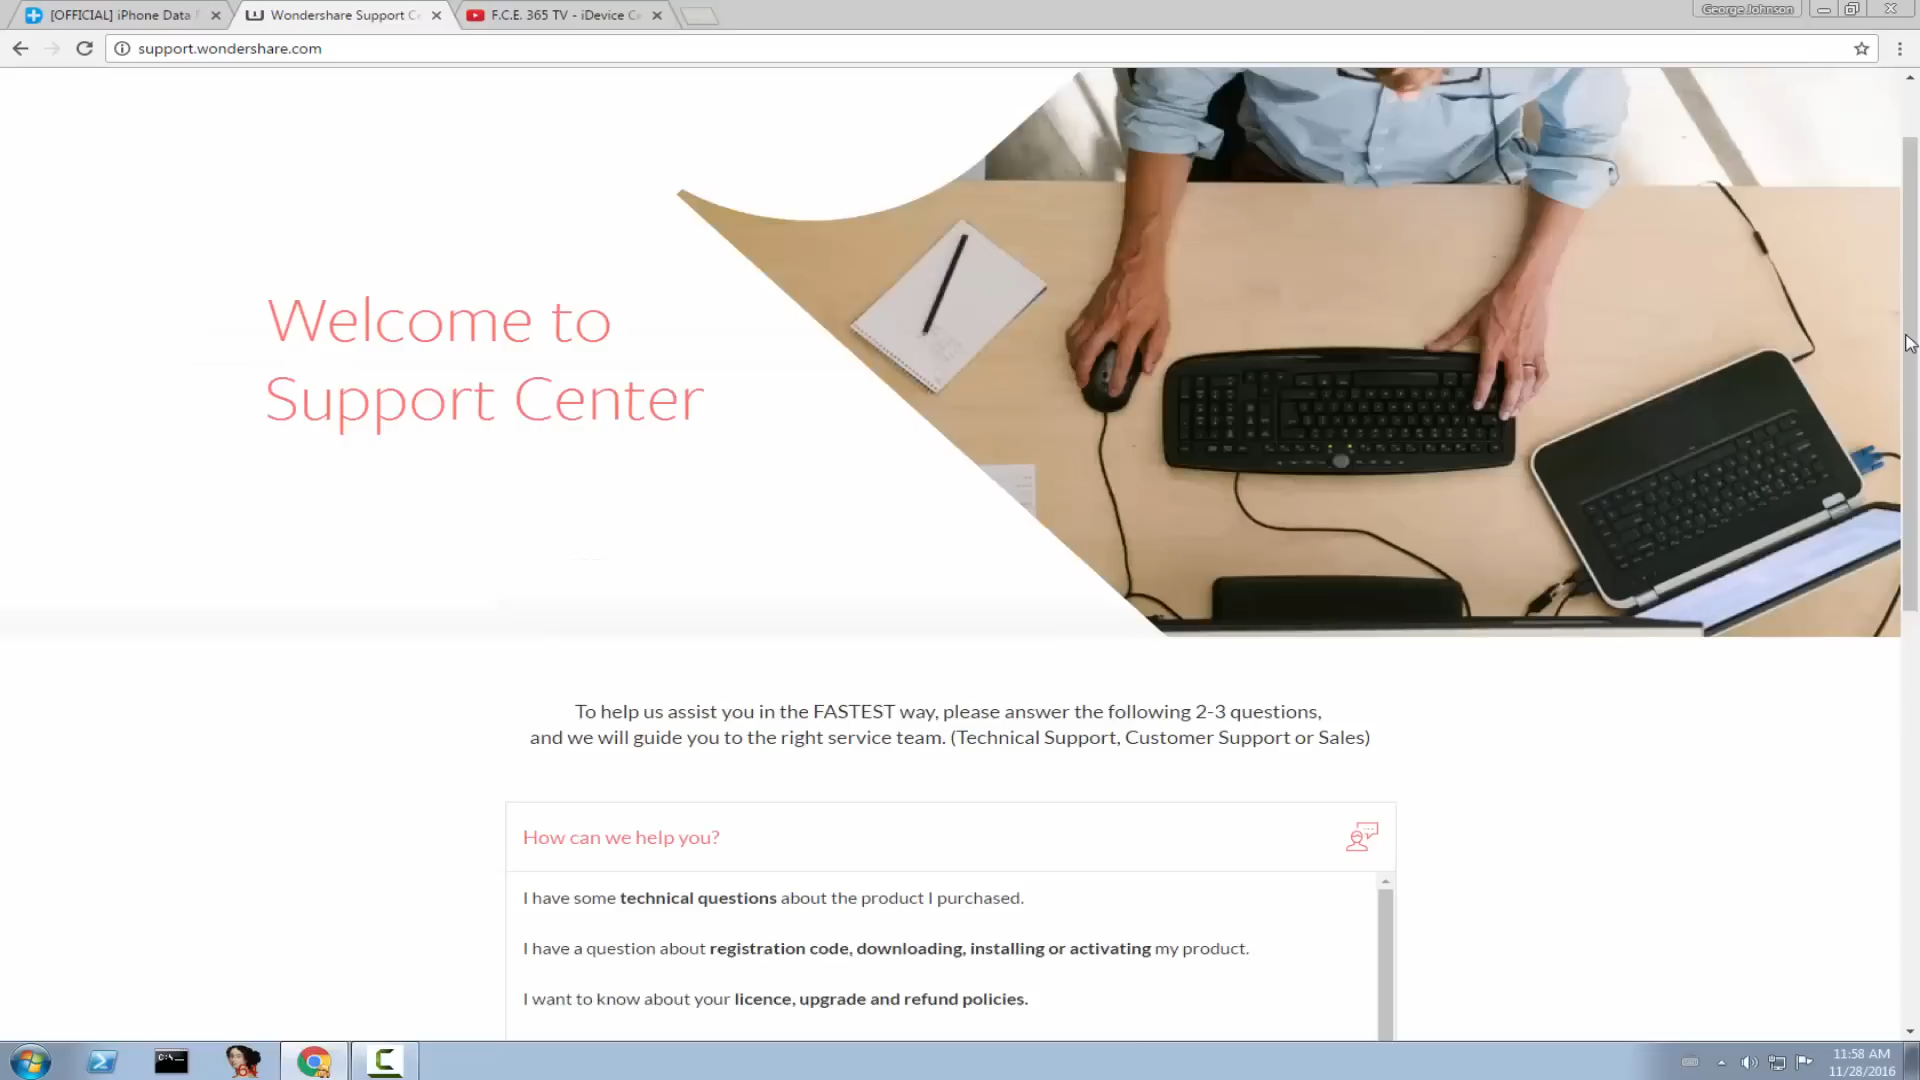 [OFFICIAL] iPhone Data
Wondershare Support Ce
F.C.E. 365 TV - iDevice Ce
George Johnson
support.wondershare.com
Welcome to
Support Center
To help us assist you in the FASTEST way, please answer the following 2-3 questions,
and we will guide you to the right service team. (Technical Support, Customer Support or Sales)
How can we help you?
I have some technical questions about the product I purchased.
I have a question about registration code, downloading, installing or activating my product.
I want to know about your licence, upgrade and refund policies.
C:\
64
11:58 AM
11/28/2016